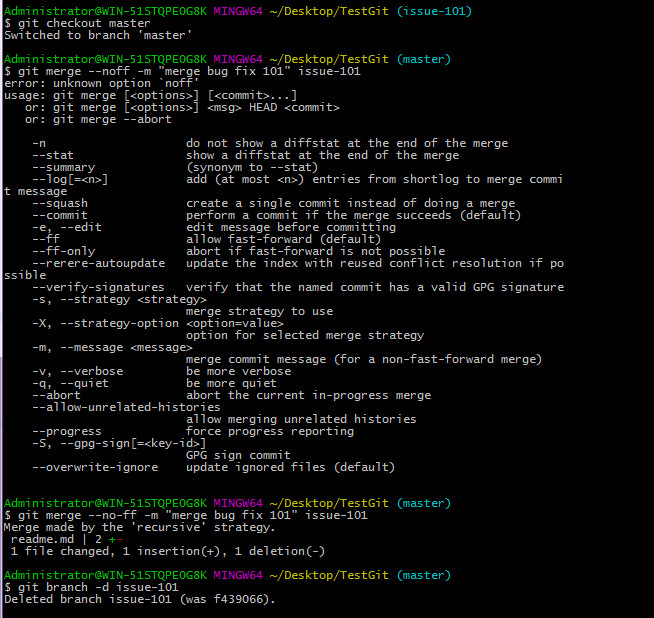 Administrator@WIN-51STQPEOG8K MINGW64 ~/Desktop/TestGit (issue-101)
$ git checkout master
Switched to branch 'master'
Administrator@WIN-51STQPEOG8K MINGW64 ~/Desktop/TestGit (master)
$ git merge --noff -m "merge bug fix 101" issue-101
error: unknown option `noff'
usage: git merge [<options>] [<commit>...]
   or: git merge [<options>] <msg> HEAD <commit>
   or: git merge --abort
    -n                    do not show a diffstat at the end of the merge
    --stat                show a diffstat at the end of the merge
    --summary             (synonym to --stat)
    --log[=<n>]           add (at most <n>) entries from shortlog to merge commi
t message
    --squash              create a single commit instead of doing a merge
    --commit              perform a commit if the merge succeeds (default)
    -e, --edit            edit message before committing
    --ff                  allow fast-forward (default)
    --ff-only             abort if fast-forward is not possible
    --rerere-autoupdate   update the index with reused conflict resolution if po
ssible
    --verify-signatures   verify that the named commit has a valid GPG signature
    -s, --strategy <strategy>
                          merge strategy to use
    -X, --strategy-option <option=value>
                          option for selected merge strategy
    -m, --message <message>
                          merge commit message (for a non-fast-forward merge)
    -v, --verbose         be more verbose
    -q, --quiet           be more quiet
    --abort               abort the current in-progress merge
    --allow-unrelated-histories
                          allow merging unrelated histories
    --progress            force progress reporting
    -S, --gpg-sign[=<key-id>]
                          GPG sign commit
    --overwrite-ignore    update ignored files (default)
Administrator@WIN-51STQPEOG8K MINGW64 ~/Desktop/TestGit (master)
$ git merge --no-ff -m "merge bug fix 101" issue-101
Merge made by the 'recursive' strategy.
 readme.md | 2 +-
 1 file changed, 1 insertion(+), 1 deletion(-)
Administrator@WIN-51STQPEOG8K MINGW64 ~/Desktop/TestGit (master)
$ git branch -d issue-101
Deleted branch issue-101 (was f439066).